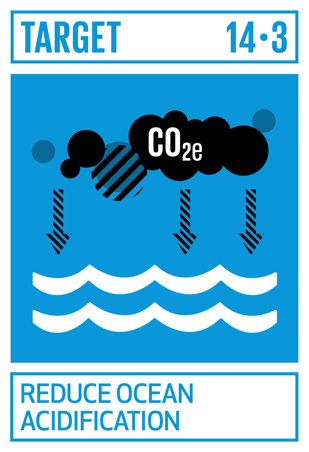 TARGET 14·3
CO2e
REDUCE OCEAN
ACIDIFICATION